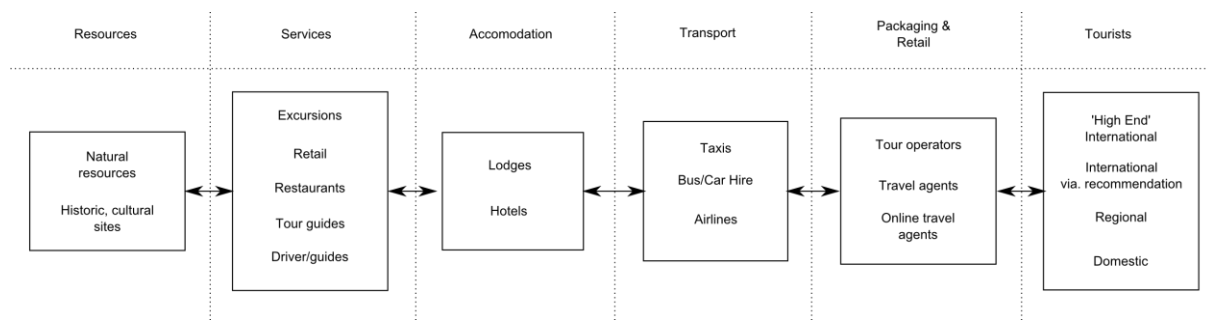 Resources
Services
Accomodation
Transport
Packaging &
Retail
Tourists
Natural
resources
Historic, cultural
sites
Excursions
Retail
Restaurants
Tour guides
Driver/guides
Lodges
Hotels
Taxis
Bus/Car Hire
Airlines
Tour operators
Travel agents
Online travel
agents
'High End'
International
International
via. recommendation
Regional
Domestic